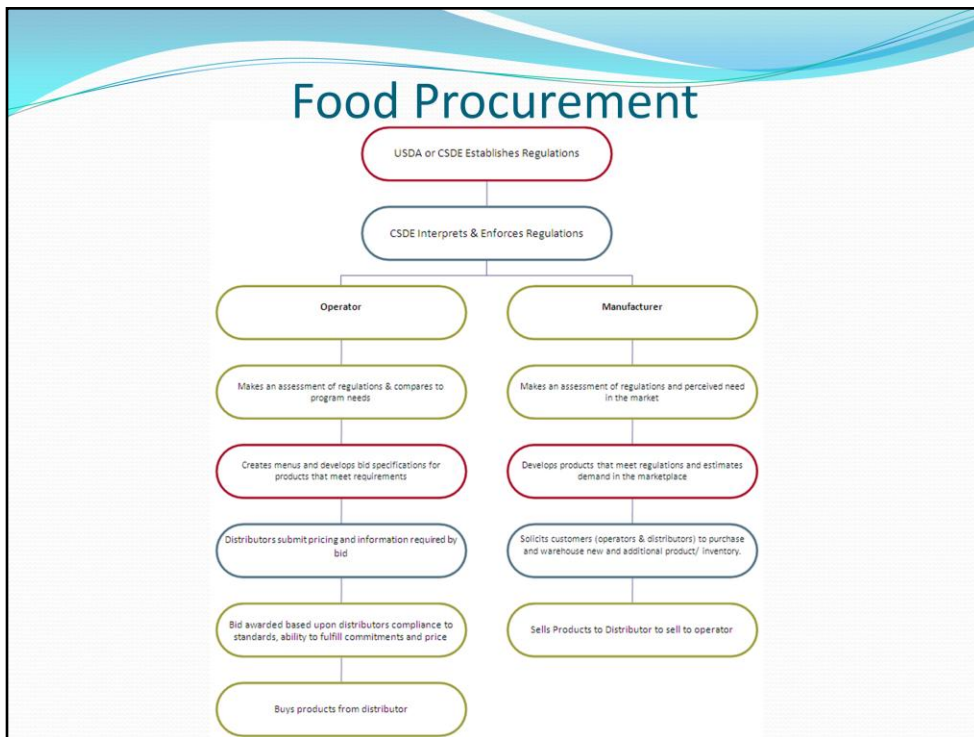 Food Procurement
USDA or CSDE Establishes Regulations
CSDE Interprets & Enforces Regulations
Operator
Makes an assessment of regulations & compares to
program needs
Creates menus and develops bid specifications for
products that meet requirements
Distributors submit pricing and information required by
bid
Bid awarded based upon distributors compliance to
standards, ability to fulfill commitments and price
Buys products from distributor
Manufacturer
Makes an assessment of regulations and perceived need
in the market
Develops products that meet regulations and estimates
demand in the marketplace
Solicits customers (operators & distributors) to purchase
and warehouse new and additional product/ inventory.
Sells Products to Distributor to sell to operator